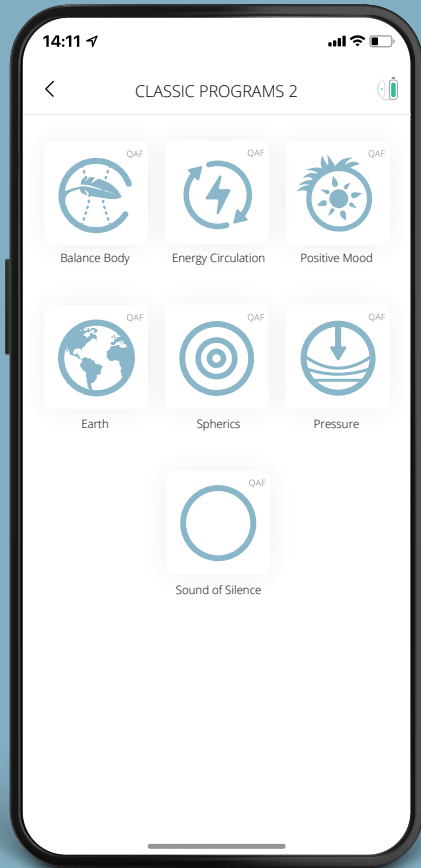 14:11
CLASSIC PROGRAMS 2
QAF QAF QAF
Balance Body Energy Circulation Positive Mood
QAF QAF QAF
Earth Spherics Pressure
QAF
Sound of Silence